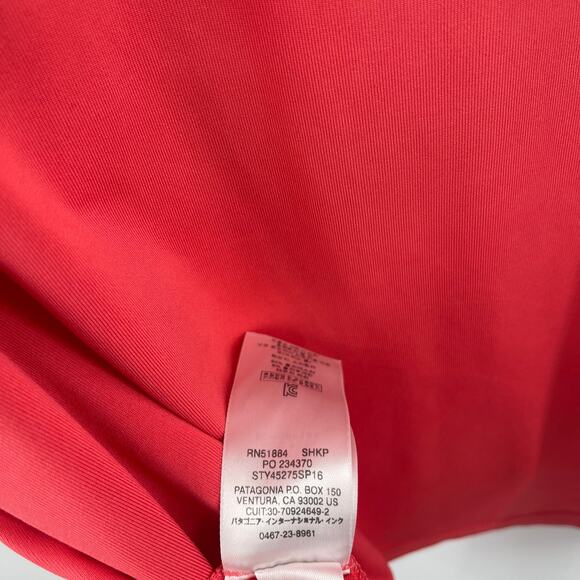 RN51884 SHKP
PO 234370
STY45275SP16
PATAGONIA P.O. BOX 150
VENTURA, CA 93002 US
CUIT:30-70924649-2
パタゴニア・インターナショナル・インク
0467-23-8961